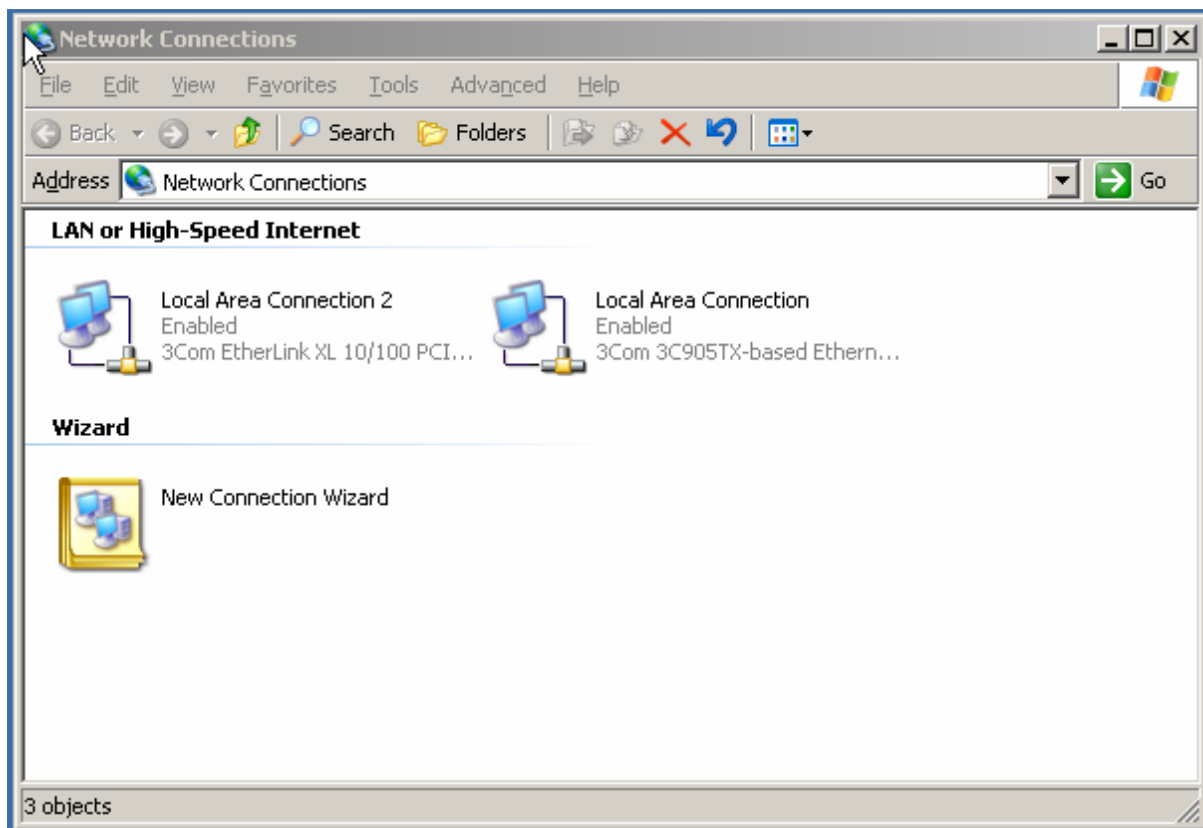 Network Connections
File Edit View Favorites Tools Advanced Help
Back Search Folders
Address Network Connections Go
LAN or High-Speed Internet
Local Area Connection 2 Local Area Connection
Enabled Enabled
3Com EtherLink XL 10/100 PCI... 3Com 3C905TX-based Ethern...
Wizard
New Connection Wizard
3 objects